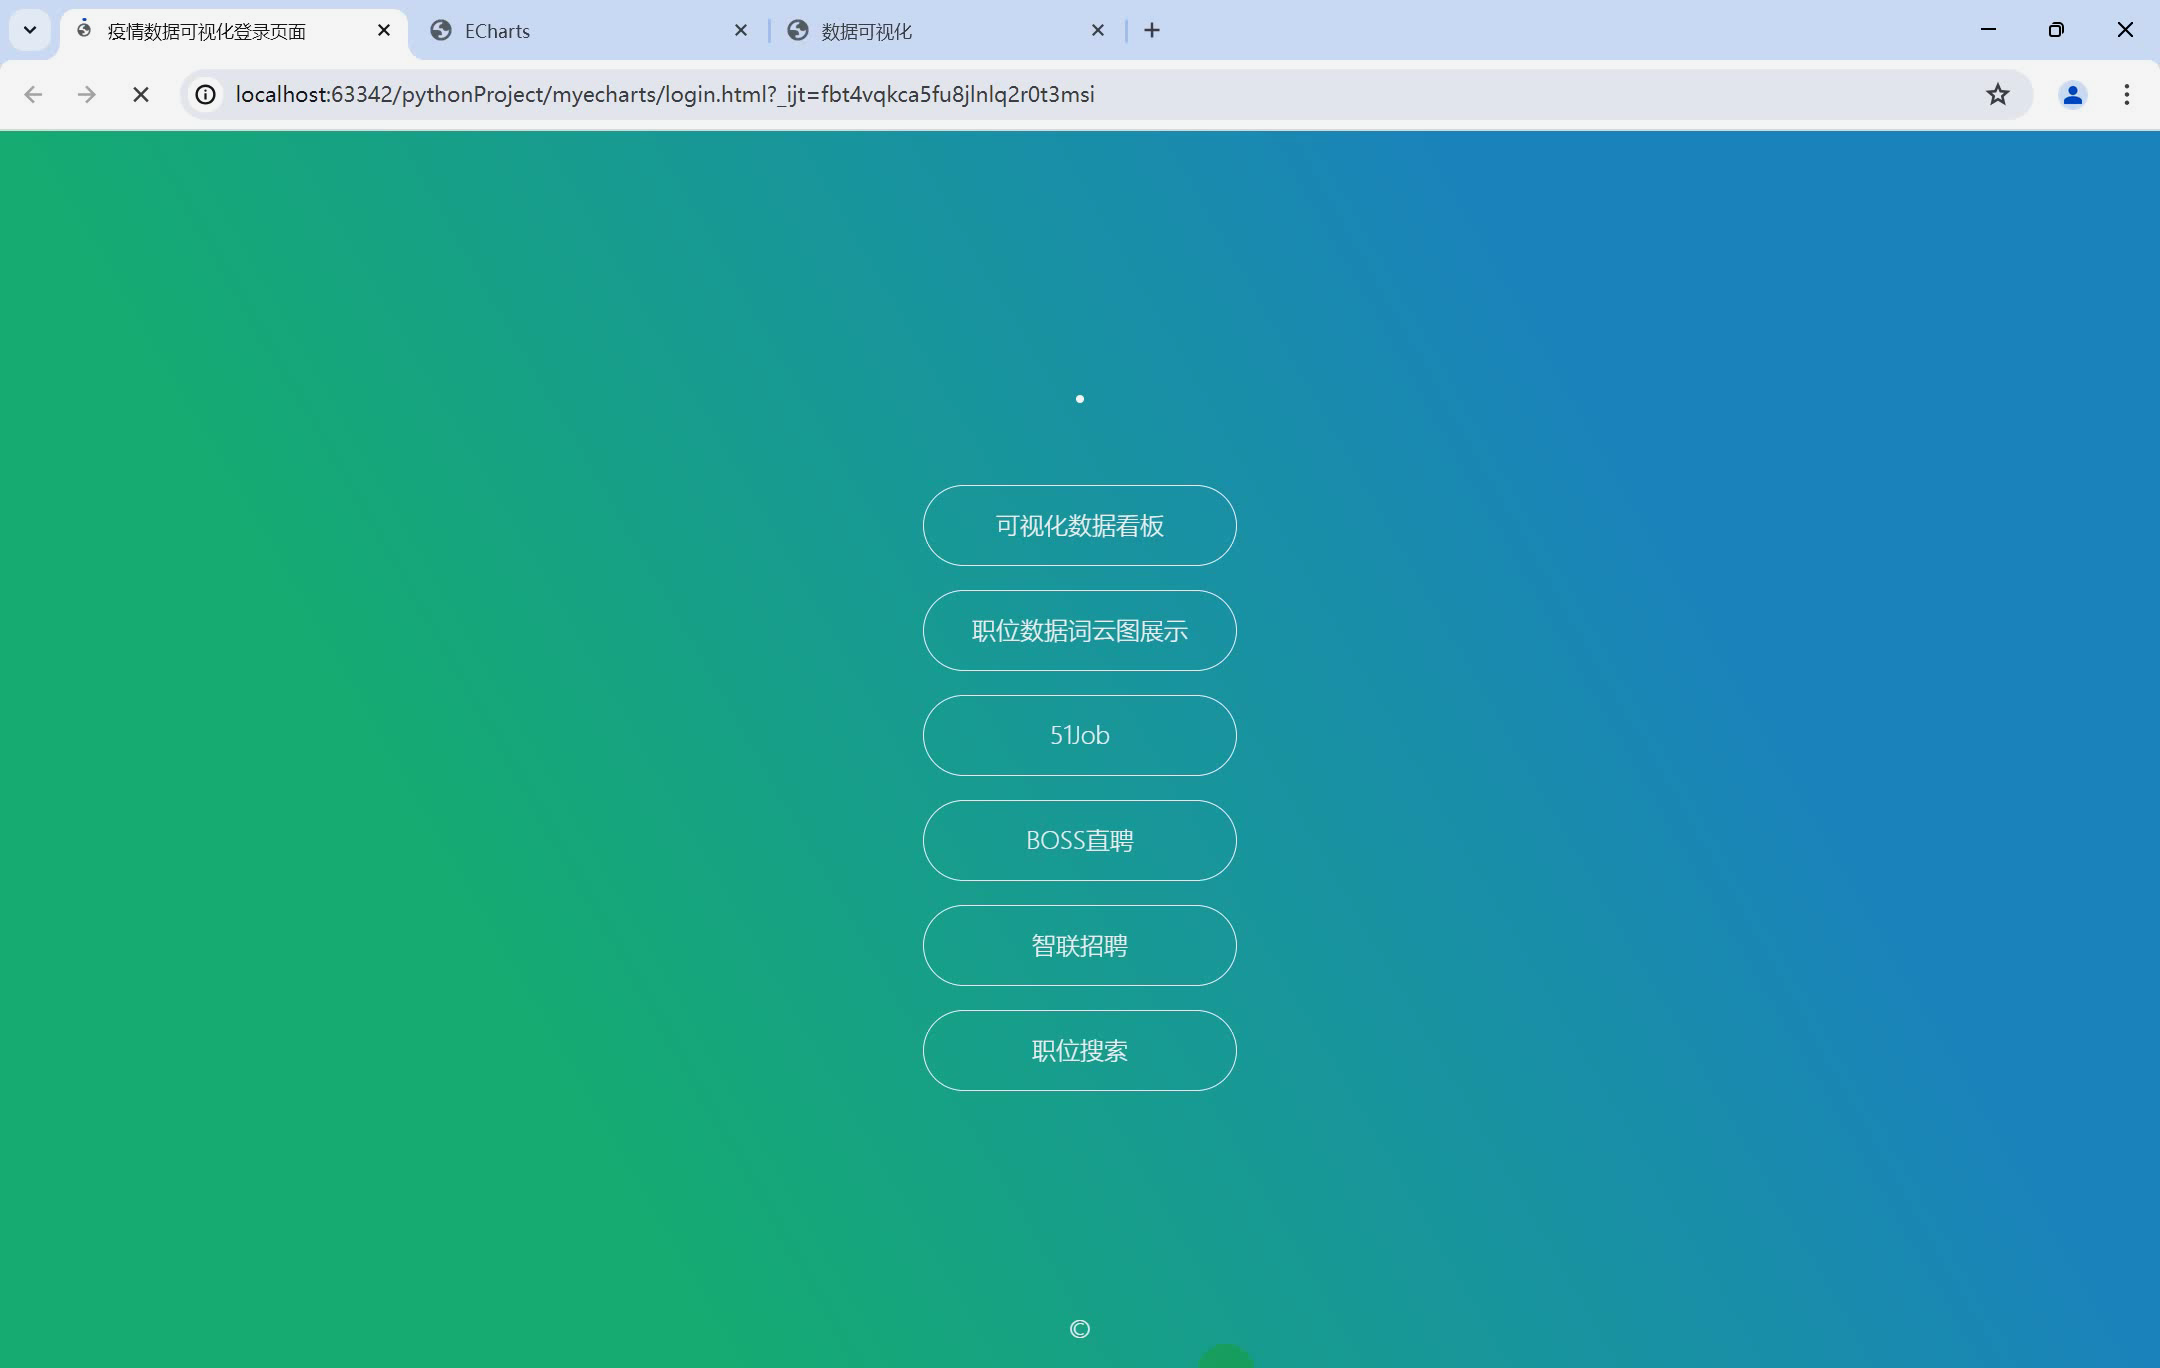 疫情数据可视化登录页面
ECharts
数据可视化
localhost:63342/pythonProject/myecharts/login.html?_ijt=fbt4vqkca5fu8jlnlq2r0t3msi
可视化数据看板
职位数据词云图展示
51Job
BOSS直聘
智联招聘
职位搜索
©